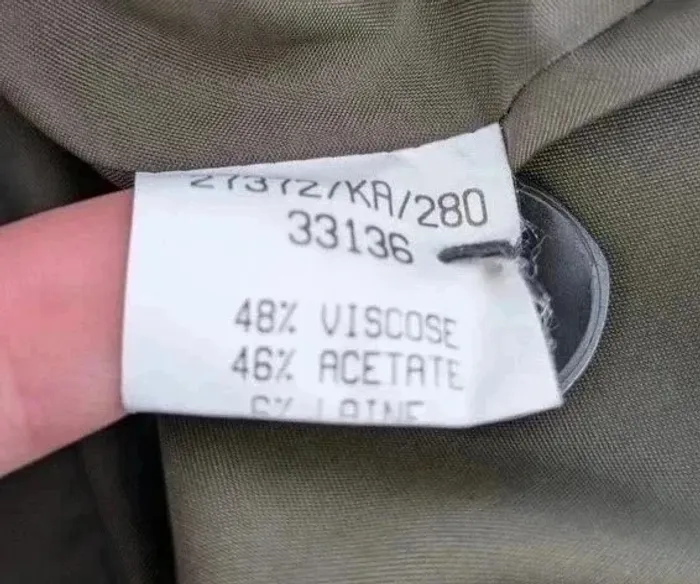 27372/KA/280
33136
48% VISCOSE
46% ACETATE
6% LAINE